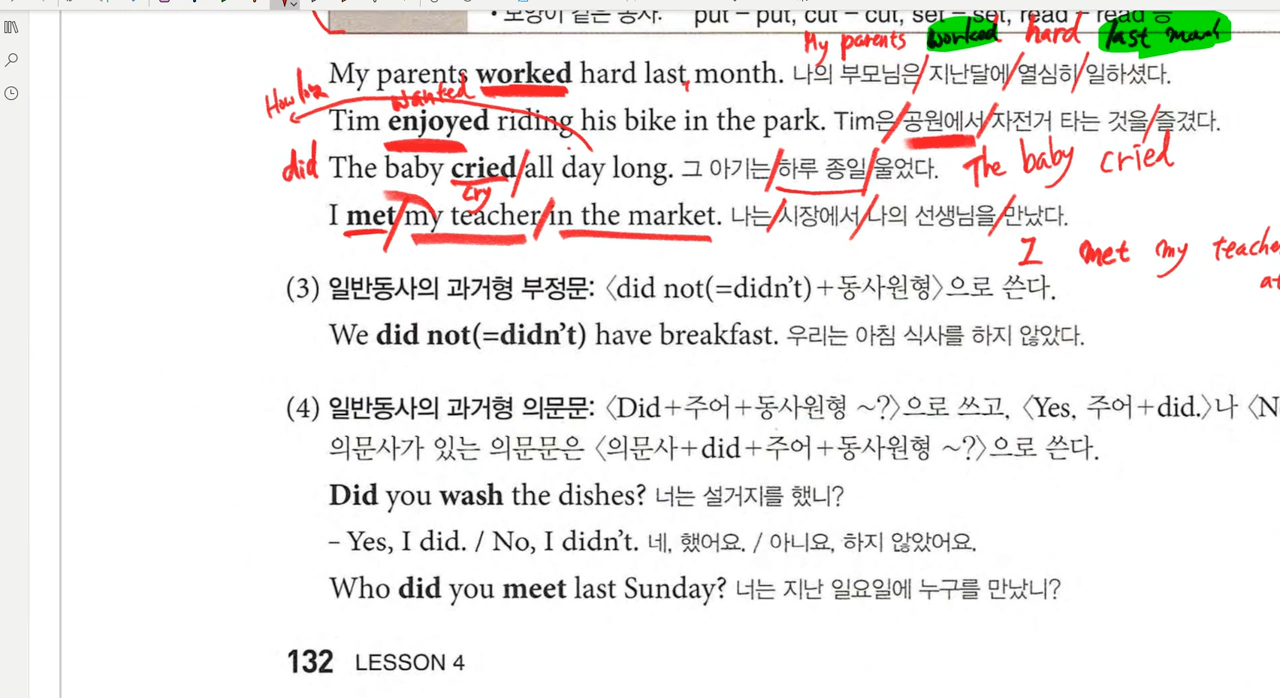 • 모양이 같은 동사: put – put, cut – cut, set – set, read – read 등
My parents worked hard last
My parents worked hard last month. 나의 부모님은/지난달에/열심히/일하셨다.
wanted
Tim enjoyed riding his bike in the park. Tim은/공원에서/자전거 타는 것을/즐겼다.
did The baby cried/all day long. 그 아기는/하루 종일/울었다. The baby cried
cry
I met/my teacher/in the market. 나는/시장에서/나의 선생님을/만났다.
I met my teache
at
(3) 일반동사의 과거형 부정문: 〈did not(=didn't)+동사원형〉으로 쓴다.
We did not(=didn't) have breakfast. 우리는 아침 식사를 하지 않았다.
(4) 일반동사의 과거형 의문문: 〈Did+주어+동사원형 ~?〉으로 쓰고, 〈Yes, 주어+did.〉나 〈N
의문사가 있는 의문문은 〈의문사+did+주어+동사원형 ~?〉으로 쓴다.
Did you wash the dishes? 너는 설거지를 했니?
– Yes, I did. / No, I didn't. 네, 했어요. / 아니요, 하지 않았어요.
Who did you meet last Sunday? 너는 지난 일요일에 누구를 만났니?
132 LESSON 4